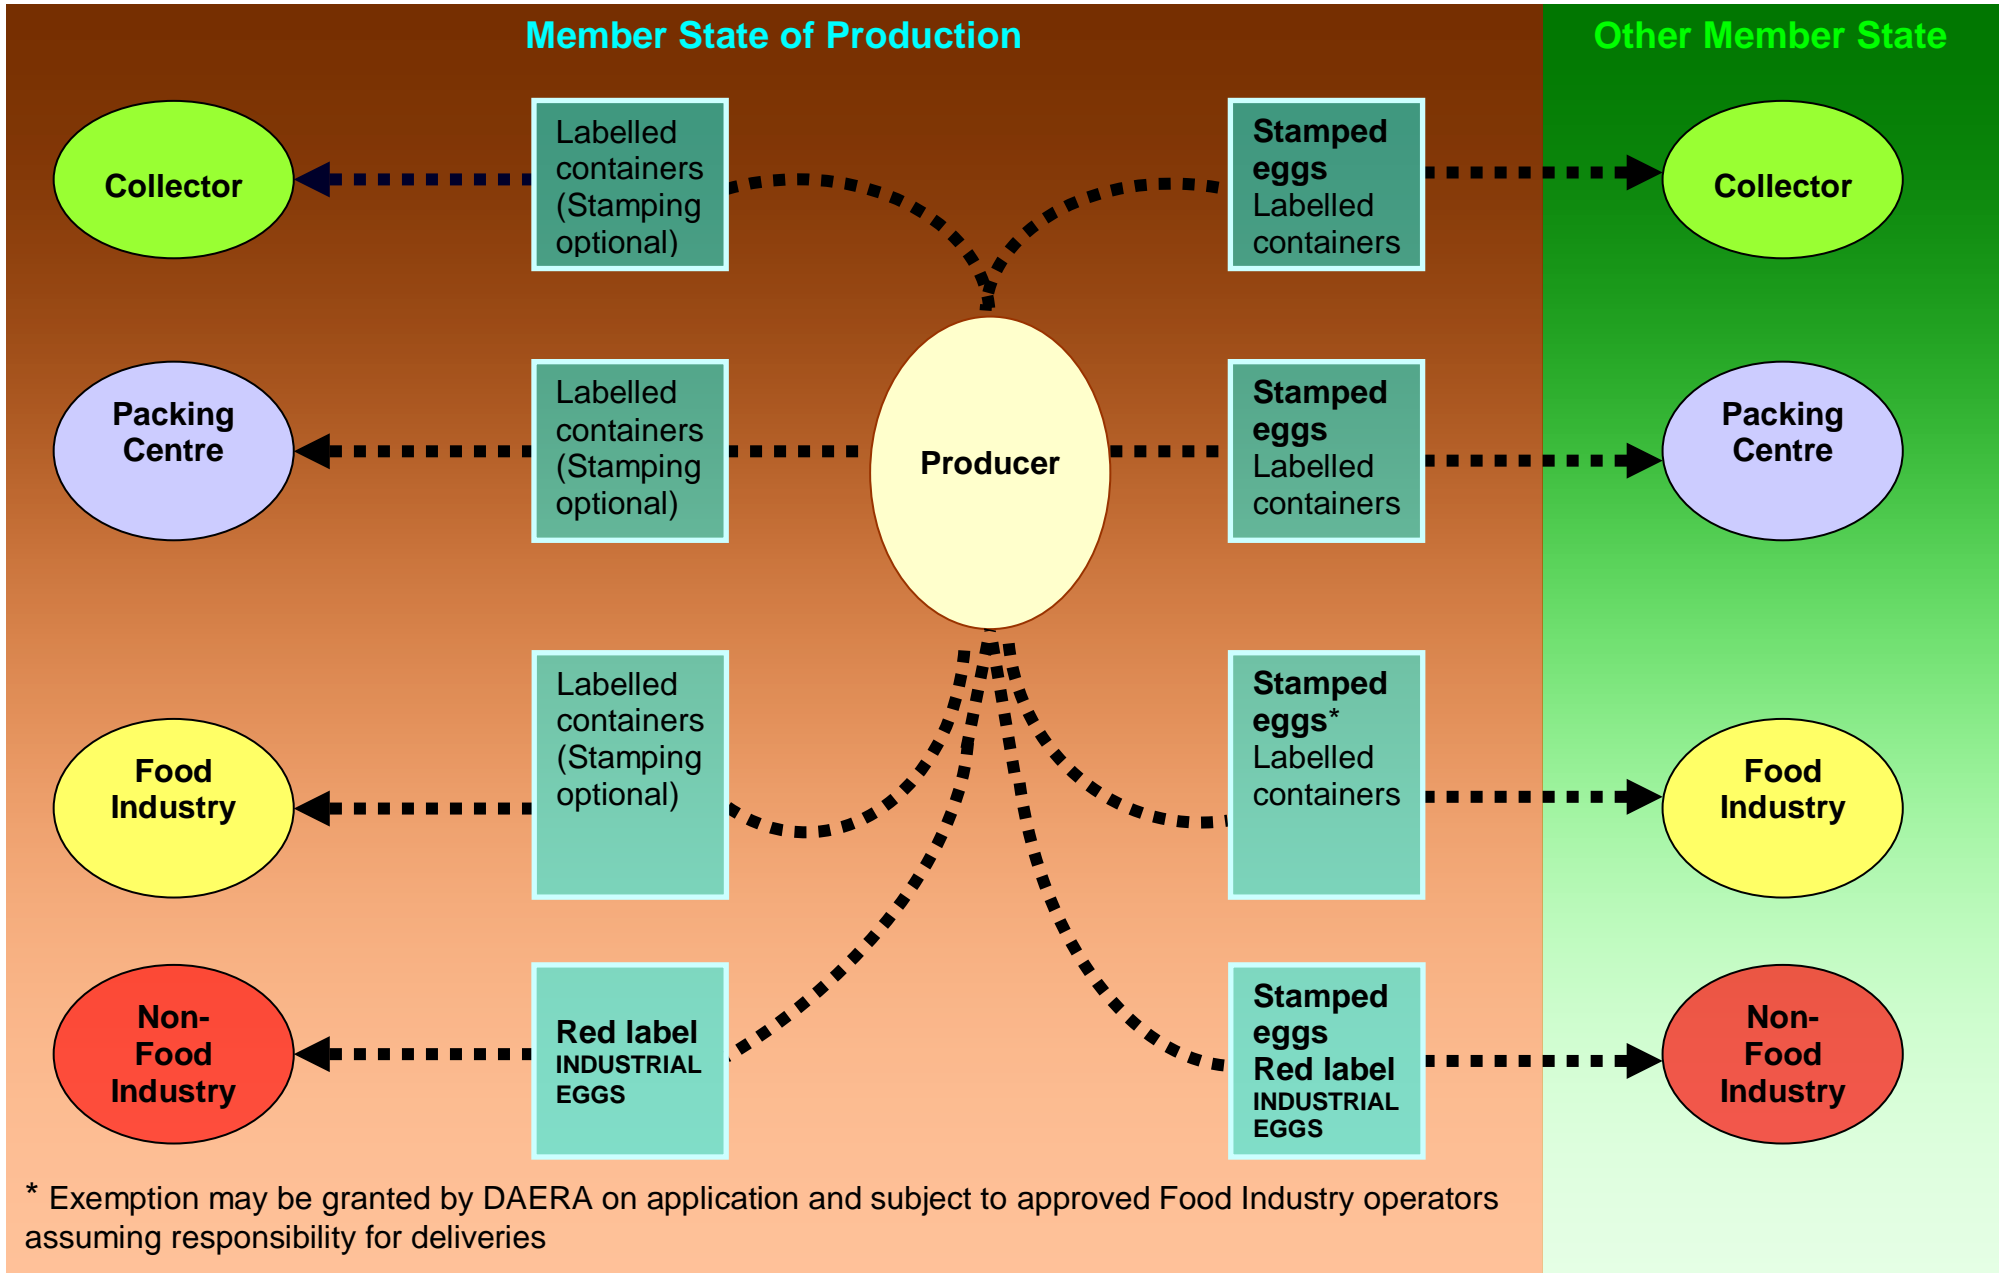 Member State of Production
Other Member State
Collector
Labelled
containers
(Stamping
optional)
Stamped
eggs
Labelled
containers
Collector
Packing
Centre
Labelled
containers
(Stamping
optional)
Producer
Stamped
eggs
Labelled
containers
Packing
Centre
Food
Industry
Labelled
containers
(Stamping
optional)
Stamped
eggs*
Labelled
containers
Food
Industry
Non-
Food
Industry
Red label
INDUSTRIAL
EGGS
Stamped
eggs
Red label
INDUSTRIAL
EGGS
Non-
Food
Industry
* Exemption may be granted by DAERA on application and subject to approved Food Industry operators
assuming responsibility for deliveries